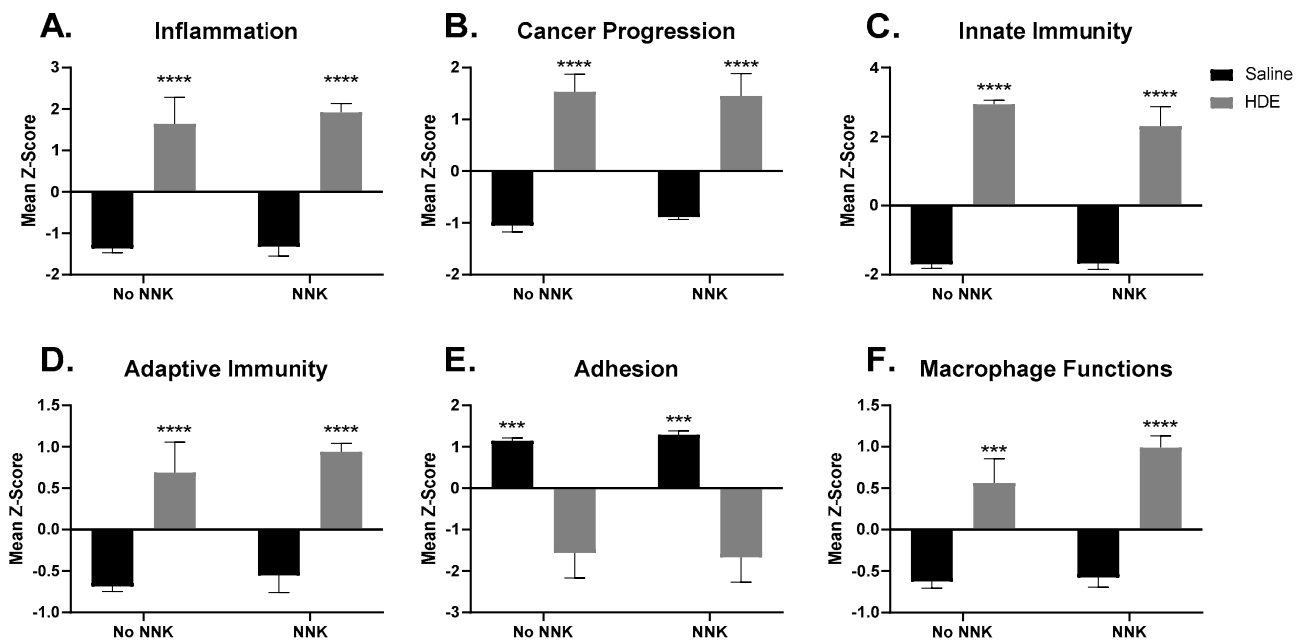 A. Inflammation
B. Cancer Progression
C. Innate Immunity
Saline
HDE
Mean Z-Score
3
2
1
0
-1
-2
**** ****
No NNK NNK
Mean Z-Score
2
1
0
-1
-2
**** ****
No NNK NNK
Mean Z-Score
4
2
0
-2
**** ****
No NNK NNK
D. Adaptive Immunity
E. Adhesion
F. Macrophage Functions
Mean Z-Score
1.5
1.0
0.5
0.0
-0.5
-1.0
**** ****
No NNK NNK
Mean Z-Score
2
1
0
-1
-2
-3
*** ***
No NNK NNK
Mean Z-Score
1.5
1.0
0.5
0.0
-0.5
-1.0
*** ****
No NNK NNK